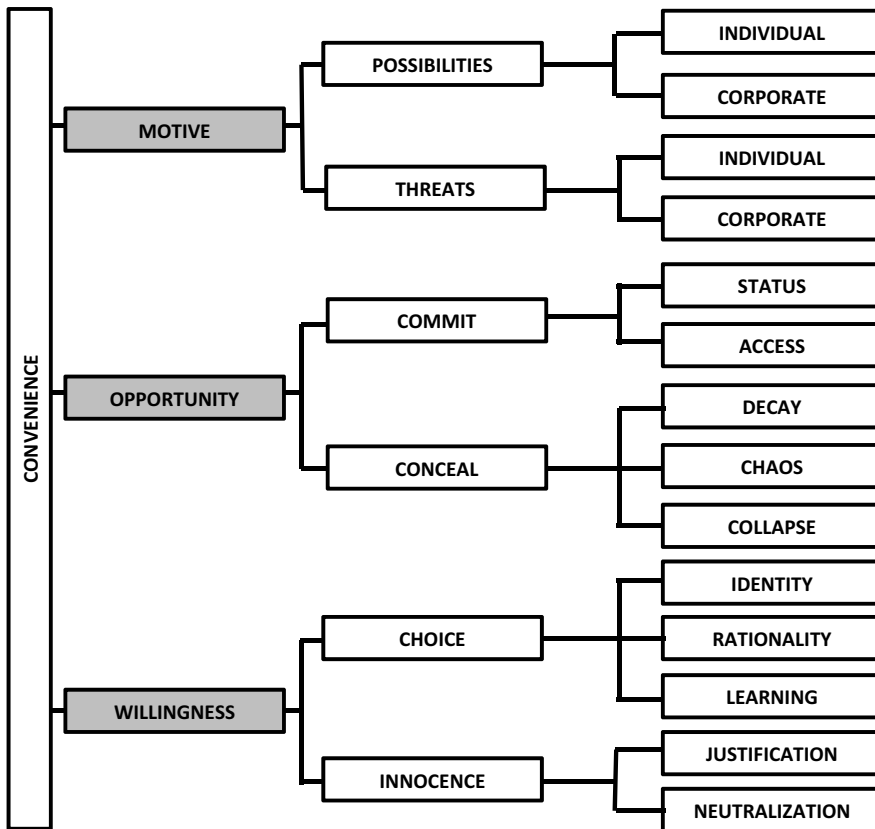 CONVENIENCE
MOTIVE
POSSIBILITIES
INDIVIDUAL
CORPORATE
THREATS
INDIVIDUAL
CORPORATE
OPPORTUNITY
COMMIT
STATUS
ACCESS
CONCEAL
DECAY
CHAOS
COLLAPSE
WILLINGNESS
CHOICE
IDENTITY
RATIONALITY
LEARNING
INNOCENCE
JUSTIFICATION
NEUTRALIZATION